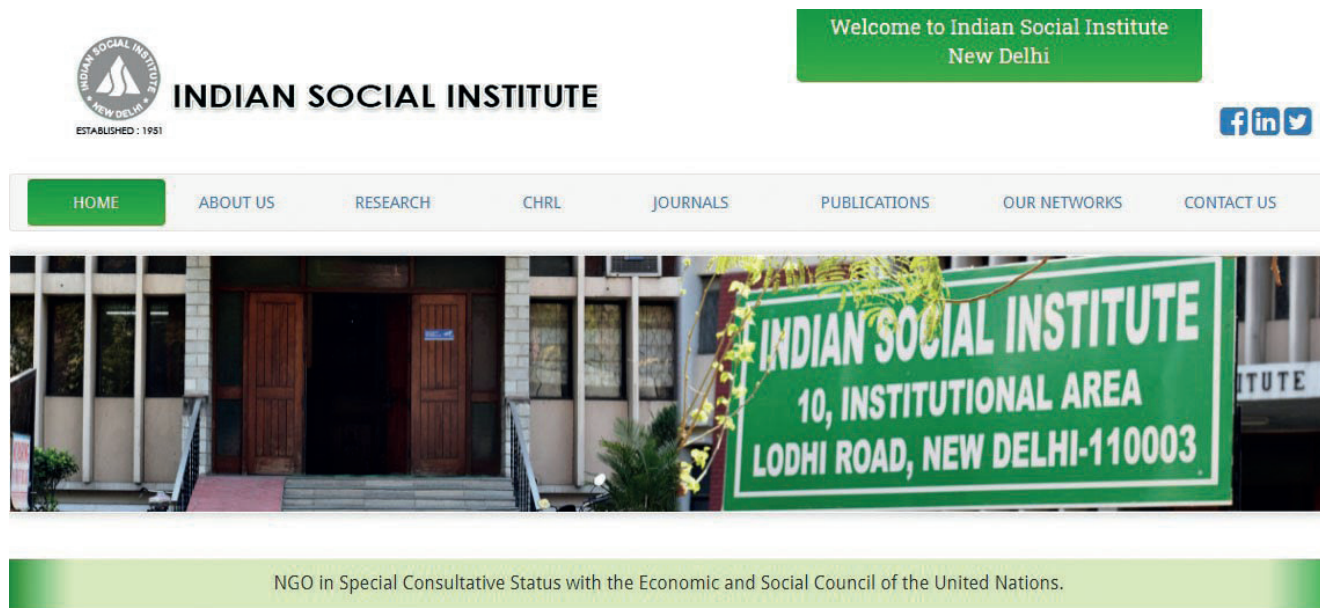 Welcome to Indian Social Institute
New Delhi
INDIAN SOCIAL INSTITUTE
NEW DELHI
ESTABLISHED : 1951
INDIAN SOCIAL INSTITUTE
HOME ABOUT US RESEARCH CHRL JOURNALS PUBLICATIONS OUR NETWORKS CONTACT US
INDIAN SOCIAL INSTITUTE
10, INSTITUTIONAL AREA
LODHI ROAD, NEW DELHI-110003
ITUTE
NGO in Special Consultative Status with the Economic and Social Council of the United Nations.